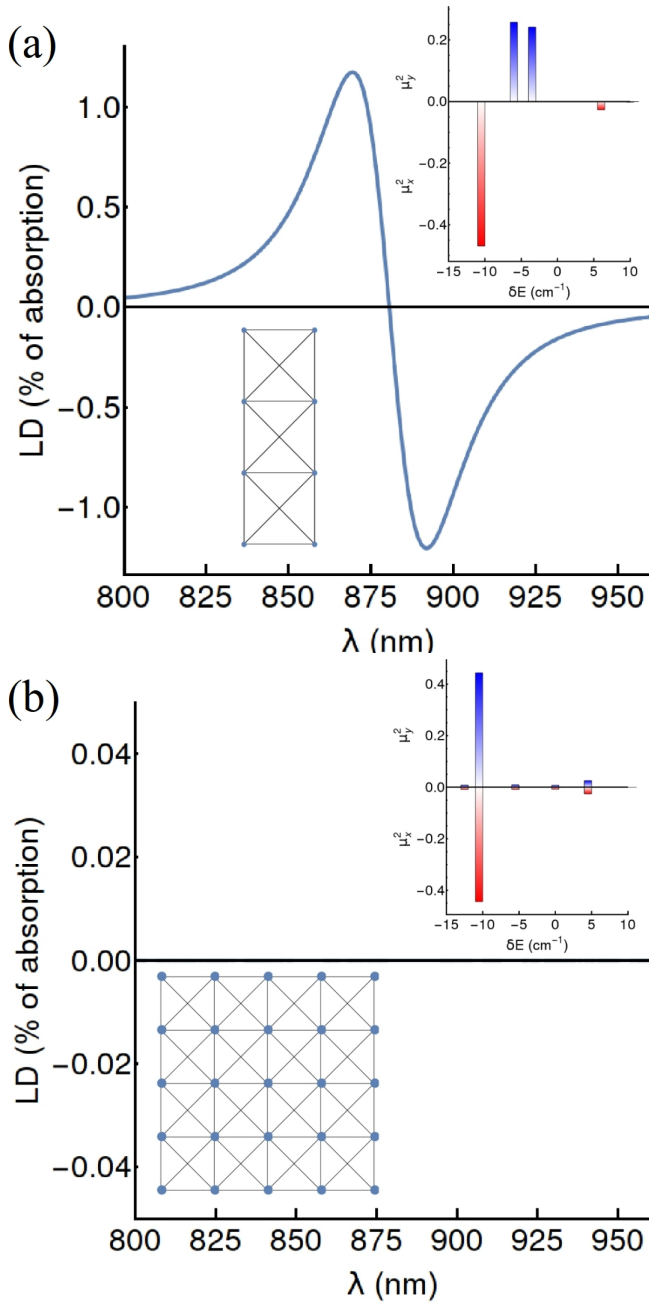 (a)
LD (% of absorption)
1.0
0.5
0.0
−0.5
−1.0
800 825 850 875 900 925 950
λ (nm)
μ²y
μ²x
0.2
0.0
−0.2
−0.4
−15 −10 −5 0 5 10
δE (cm⁻¹)
(b)
LD (% of absorption)
0.04
0.02
0.00
−0.02
−0.04
800 825 850 875 900 925 950
λ (nm)
μ²y
μ²x
0.4
0.2
0.0
−0.2
−0.4
−15 −10 −5 0 5 10
δE (cm⁻¹)